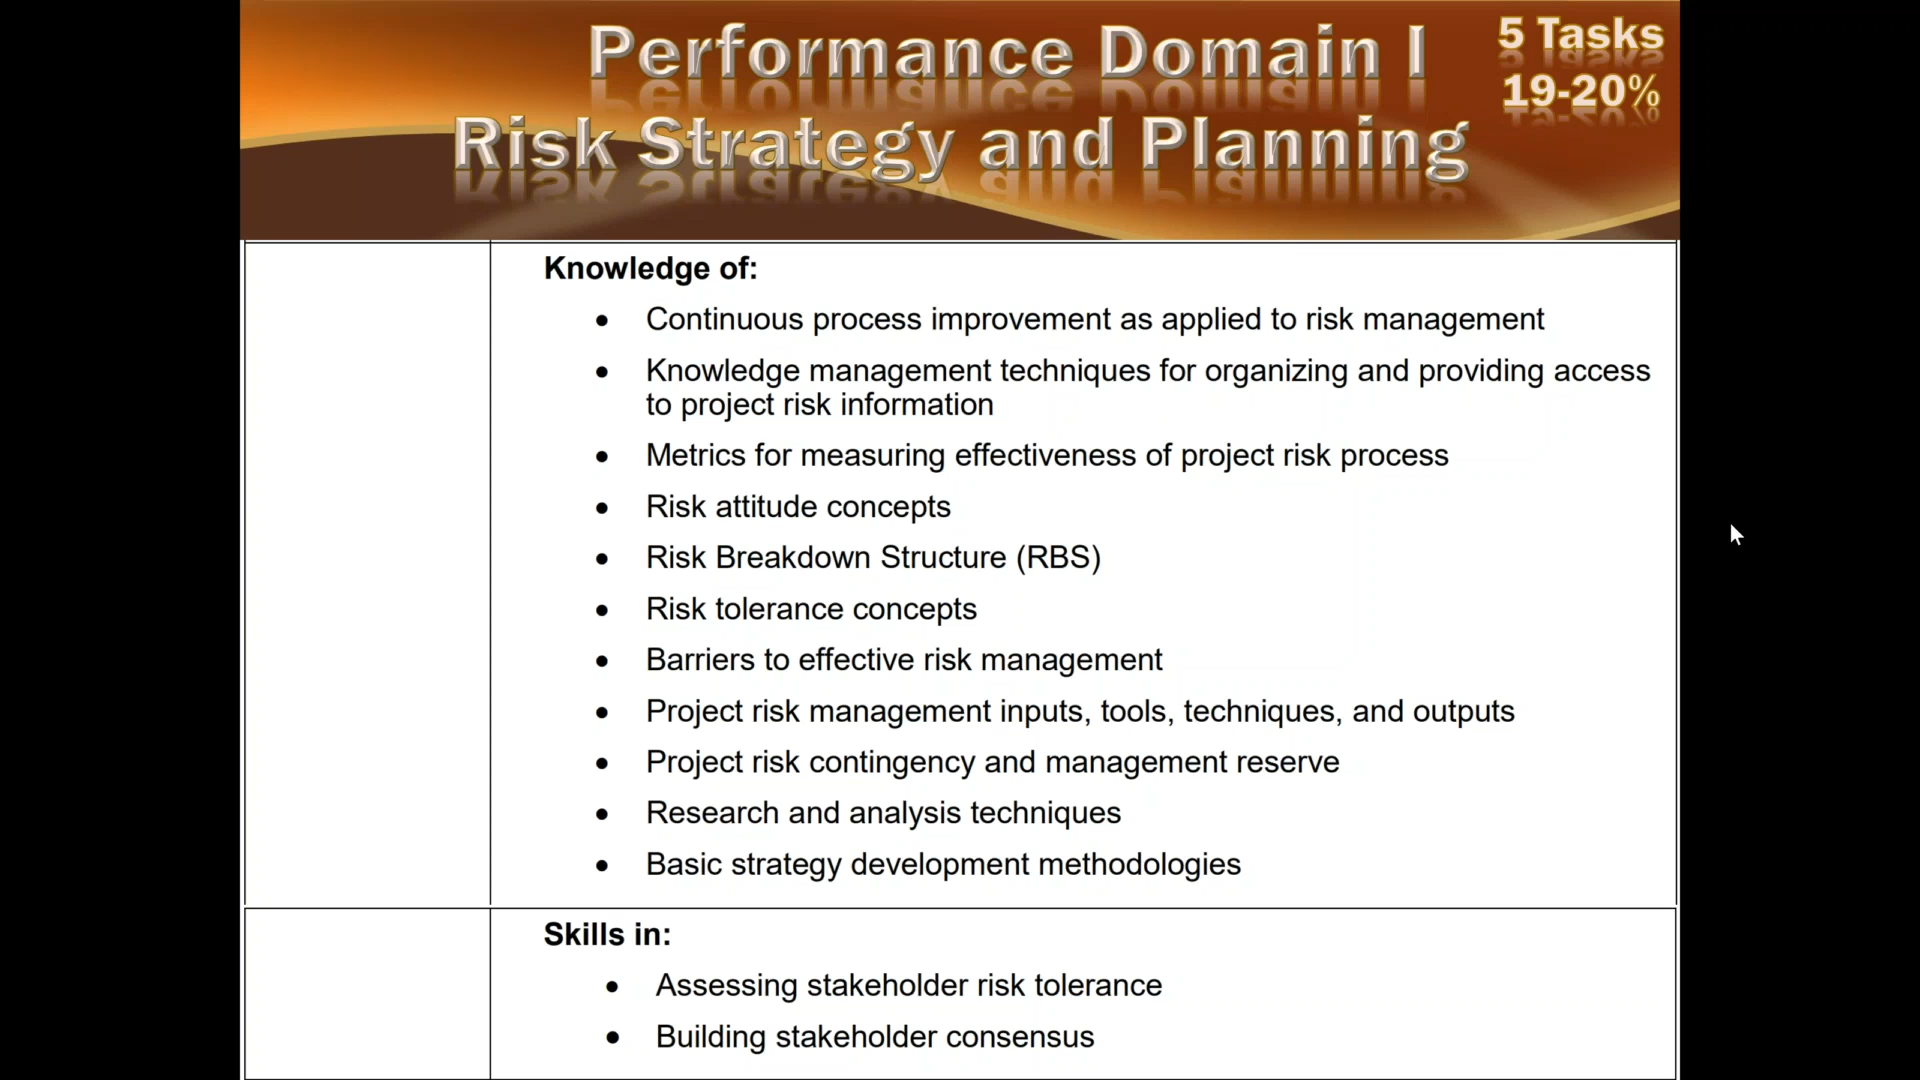 Performance Domain I
Risk Strategy and Planning
5 Tasks
19-20%
Knowledge of:
• Continuous process improvement as applied to risk management
• Knowledge management techniques for organizing and providing access
to project risk information
• Metrics for measuring effectiveness of project risk process
• Risk attitude concepts
• Risk Breakdown Structure (RBS)
• Risk tolerance concepts
• Barriers to effective risk management
• Project risk management inputs, tools, techniques, and outputs
• Project risk contingency and management reserve
• Research and analysis techniques
• Basic strategy development methodologies
Skills in:
• Assessing stakeholder risk tolerance
• Building stakeholder consensus